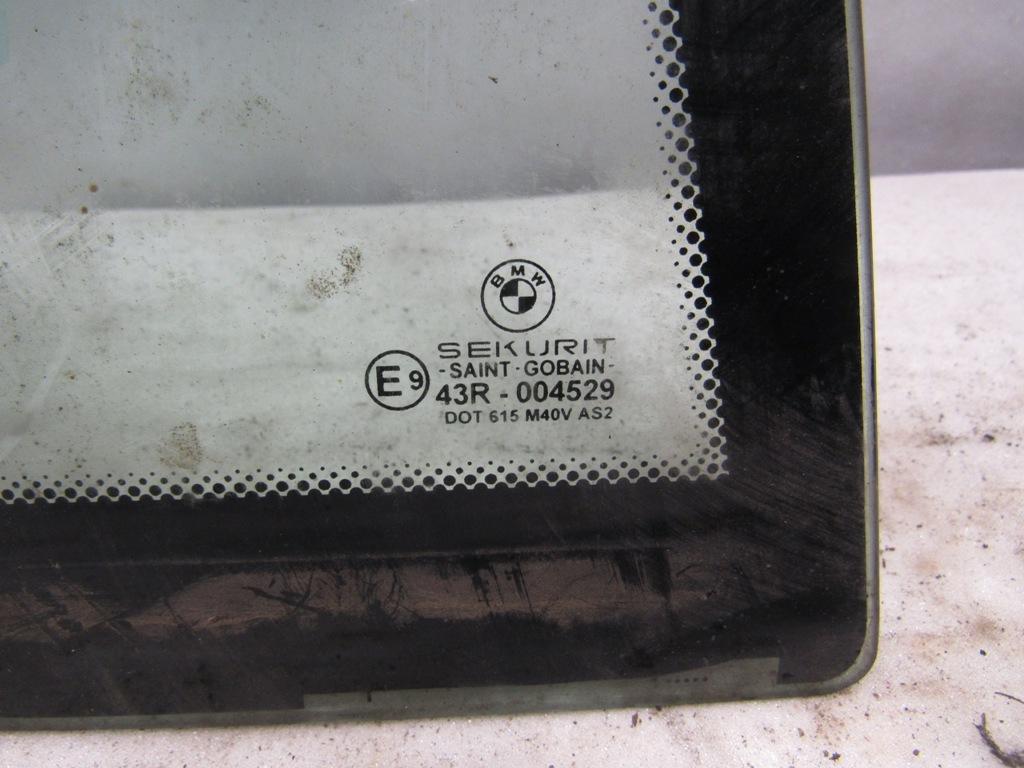 BMW
SEKURIT
-SAINT-GOBAIN-
E9
43R - 004529
DOT 615 M40V AS2